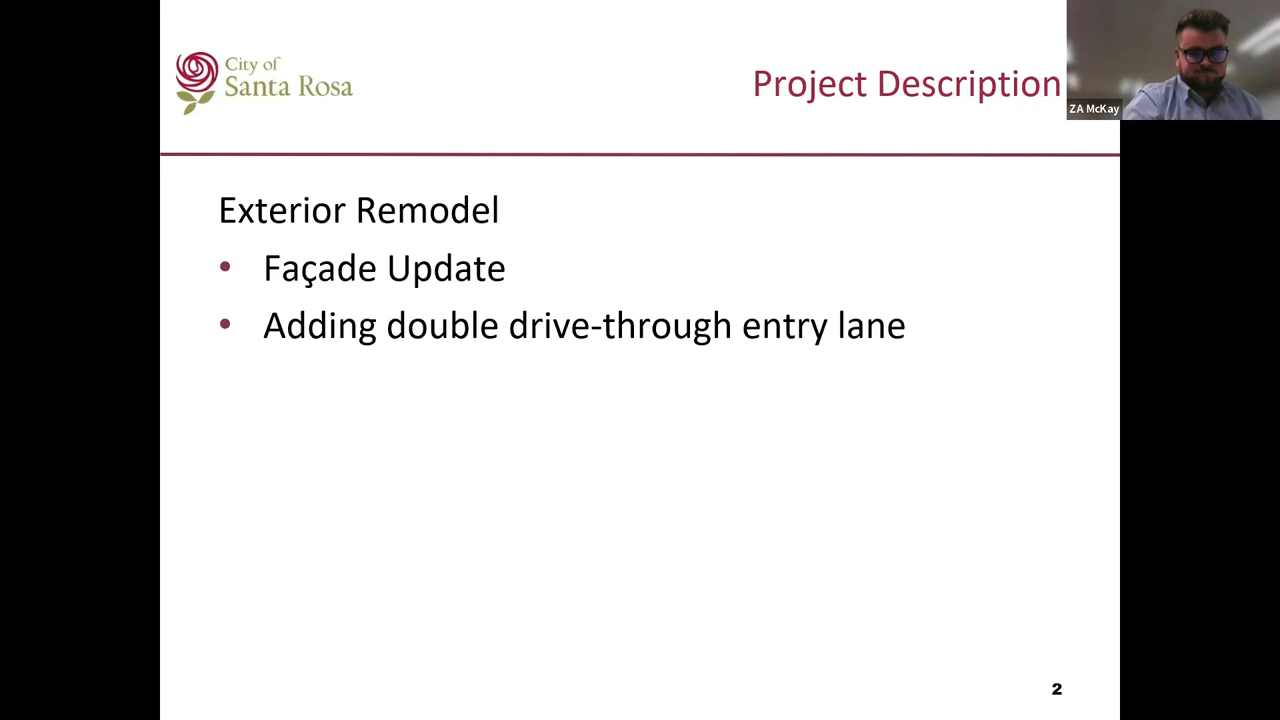 City of
Santa Rosa
Project Description
ZA McKay
Exterior Remodel
• Façade Update
• Adding double drive-through entry lane
2